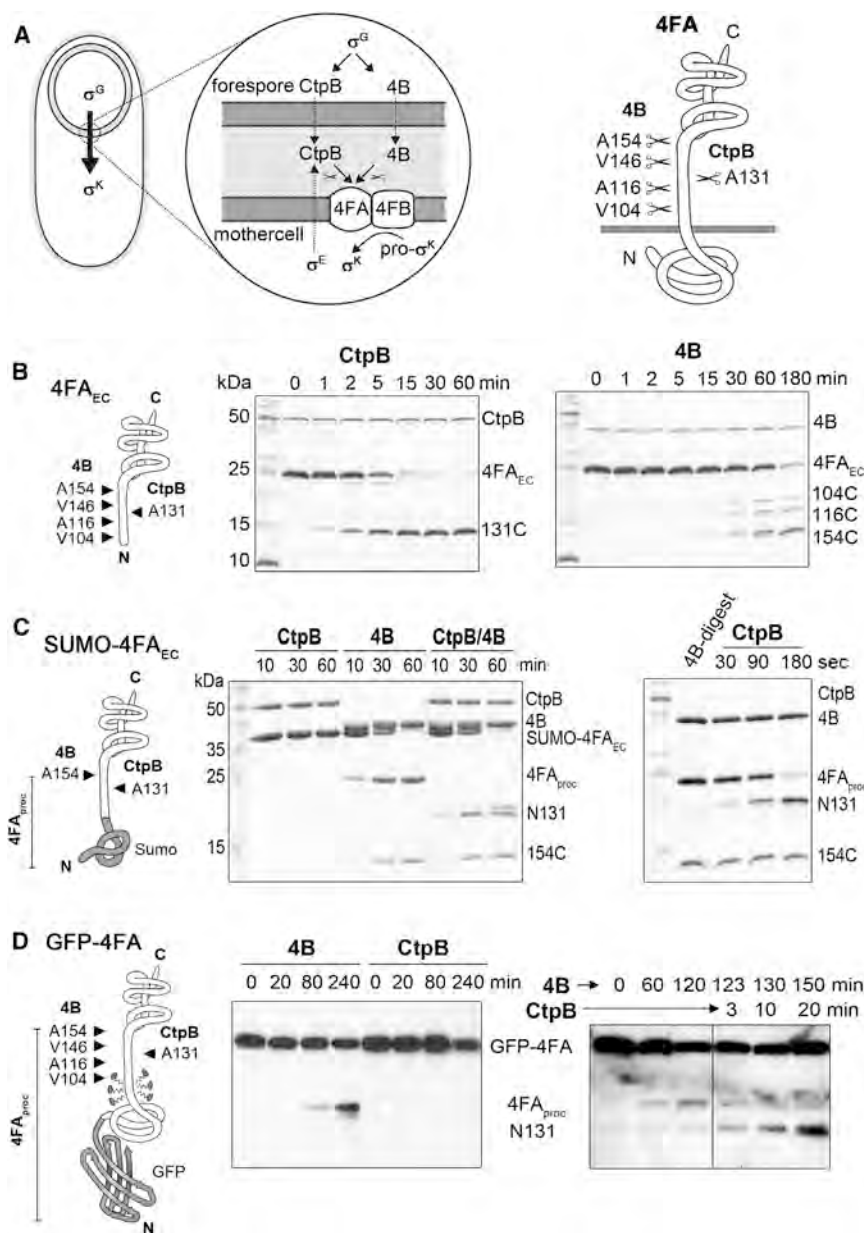 A
σG
σK
σG
forespore CtpB 4B
CtpB 4B
4FA 4FB
mothercell
pro-σK
σE σK
4FA
C
4B
A154
V146
A116
V104
CtpB
A131
N
B
4FAEC
C
4B
A154
V146
A116
V104
CtpB
A131
N
CtpB
kDa 0 1 2 5 15 30 60 min
50
25
15
10
CtpB
4FAEC
131C
4B
0 1 2 5 15 30 60 180 min
4B
4FAEC
104C
116C
154C
C
SUMO-4FAEC
C
4B
A154
CtpB
A131
4FAproc
Sumo
N
CtpB 4B CtpB/4B
10 30 60 10 30 60 10 30 60 min
kDa
50
35
25
15
CtpB
4B
SUMO-4FAEC
4FAproc
N131
154C
4B-digest
CtpB
30 90 180 sec
CtpB
4B
4FAproc
N131
154C
D
GFP-4FA
C
4B
A154
V146
A116
V104
CtpB
A131
4FAproc
GFP
N
4B CtpB
0 20 80 240 0 20 80 240 min
GFP-4FA
4FAproc
N131
4B 0 60 120 123 130 150 min
CtpB 3 10 20 min